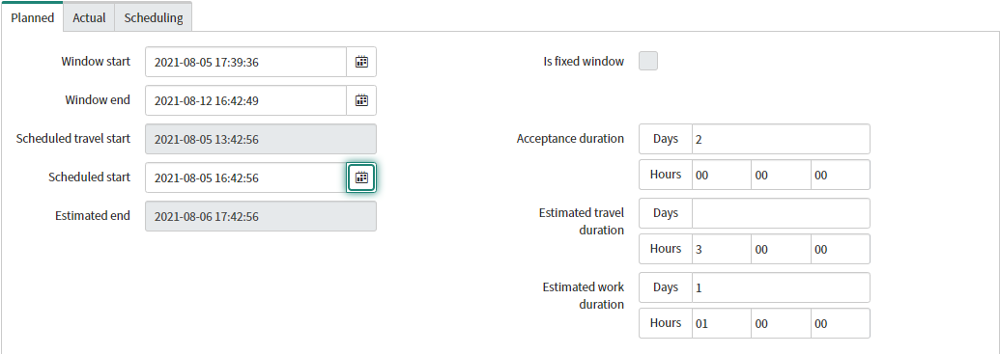 Planned Actual Scheduling
Window start 2021-08-05 17:39:36 Is fixed window
Window end 2021-08-12 16:42:49
Scheduled travel start 2021-08-05 13:42:56 Acceptance duration Days 2
Scheduled start 2021-08-05 16:42:56 Hours 00 00 00
Estimated end 2021-08-06 17:42:56 Estimated travel duration Days
Hours 3 00 00
Estimated work duration Days 1
Hours 01 00 00